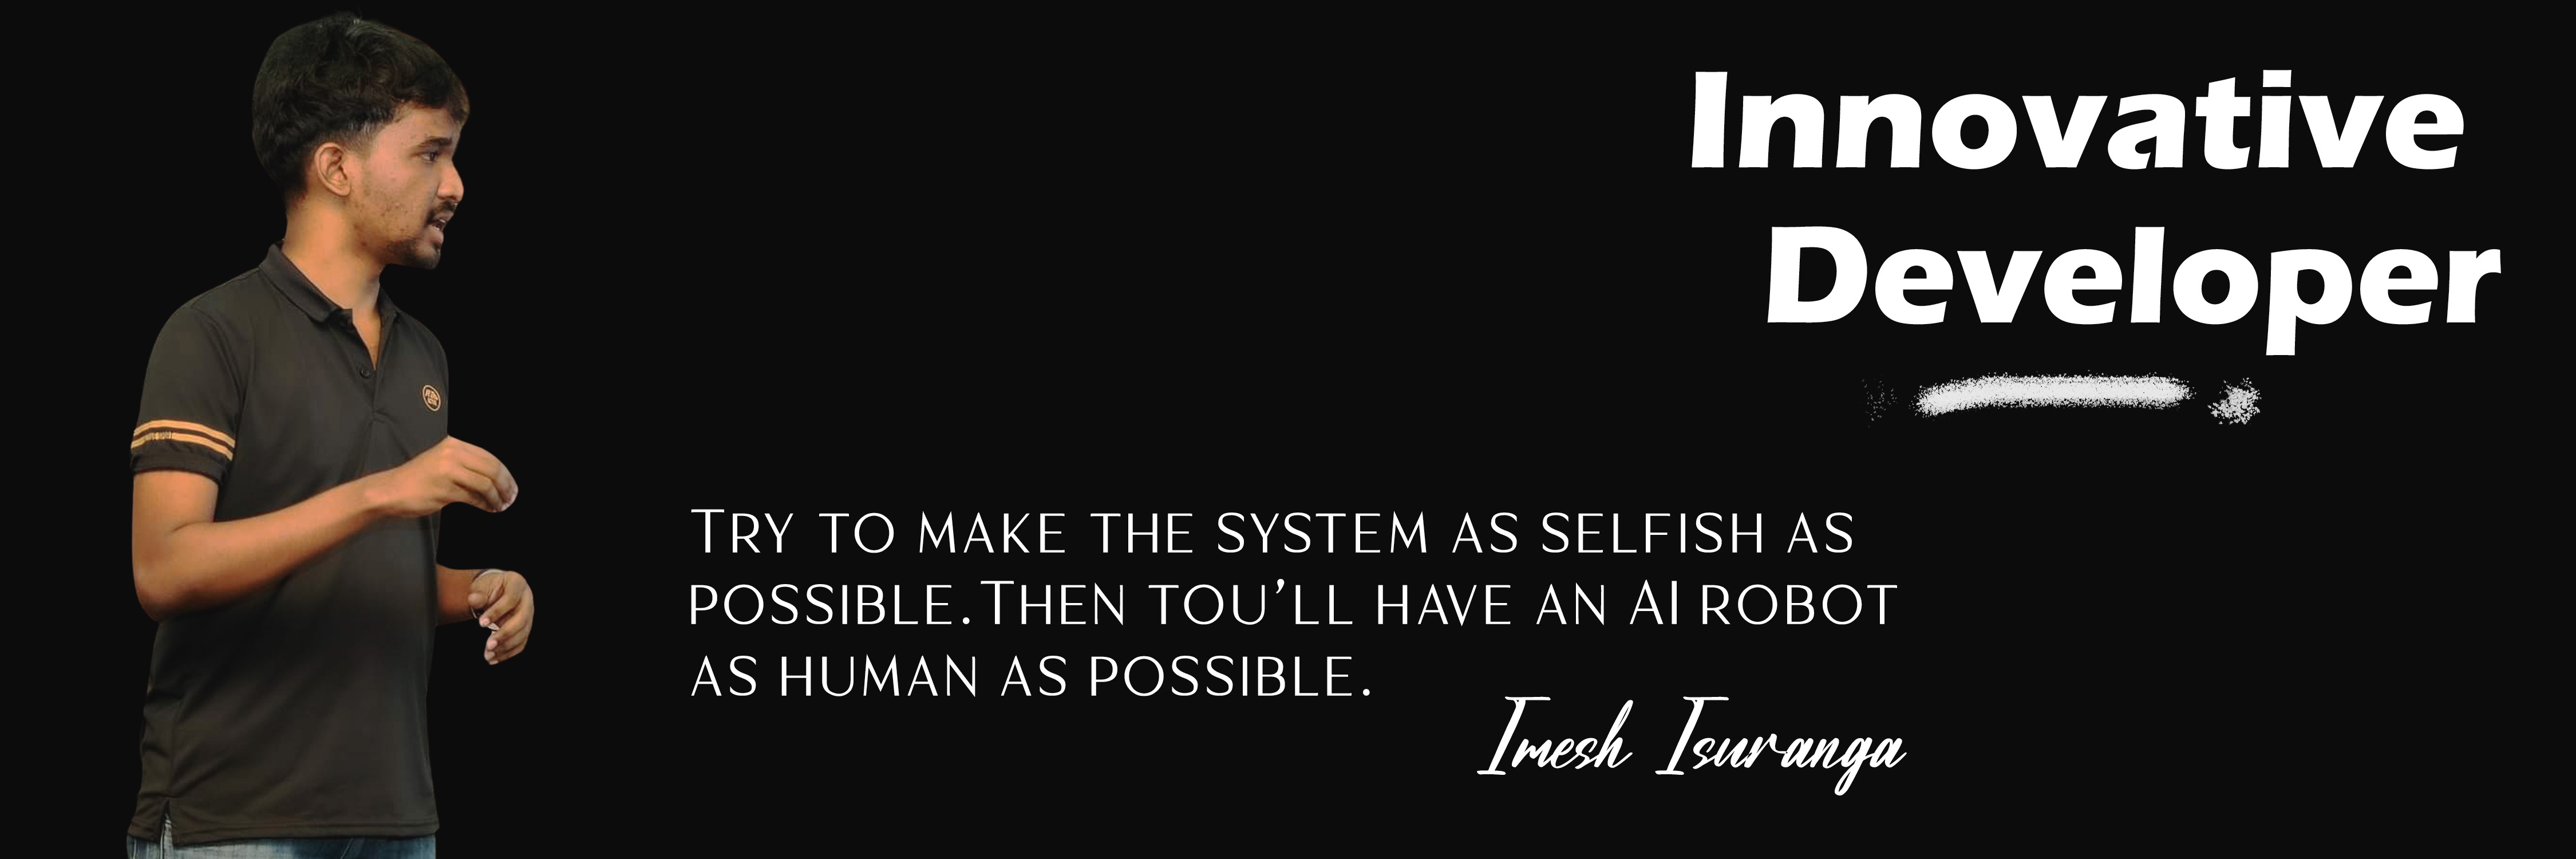 Innovative
Developer
TRY TO MAKE THE SYSTEM AS SELFISH AS
POSSIBLE.THEN TOU'LL HAVE AN AI ROBOT
AS HUMAN AS POSSIBLE.
Imesh Isuranga